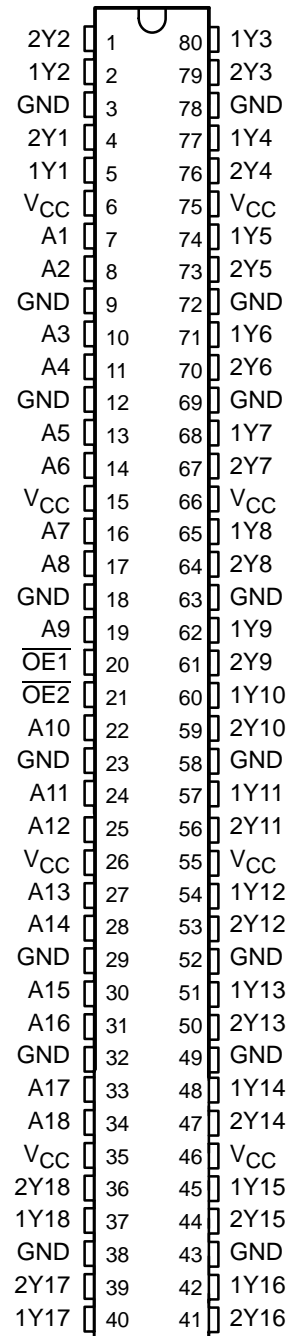 2Y2 1 80 1Y3
1Y2 2 79 2Y3
GND 3 78 GND
2Y1 4 77 1Y4
1Y1 5 76 2Y4
VCC 6 75 VCC
A1 7 74 1Y5
A2 8 73 2Y5
GND 9 72 GND
A3 10 71 1Y6
A4 11 70 2Y6
GND 12 69 GND
A5 13 68 1Y7
A6 14 67 2Y7
VCC 15 66 VCC
A7 16 65 1Y8
A8 17 64 2Y8
GND 18 63 GND
A9 19 62 1Y9
OE1 20 61 2Y9
OE2 21 60 1Y10
A10 22 59 2Y10
GND 23 58 GND
A11 24 57 1Y11
A12 25 56 2Y11
VCC 26 55 VCC
A13 27 54 1Y12
A14 28 53 2Y12
GND 29 52 GND
A15 30 51 1Y13
A16 31 50 2Y13
GND 32 49 GND
A17 33 48 1Y14
A18 34 47 2Y14
VCC 35 46 VCC
2Y18 36 45 1Y15
1Y18 37 44 2Y15
GND 38 43 GND
2Y17 39 42 1Y16
1Y17 40 41 2Y16